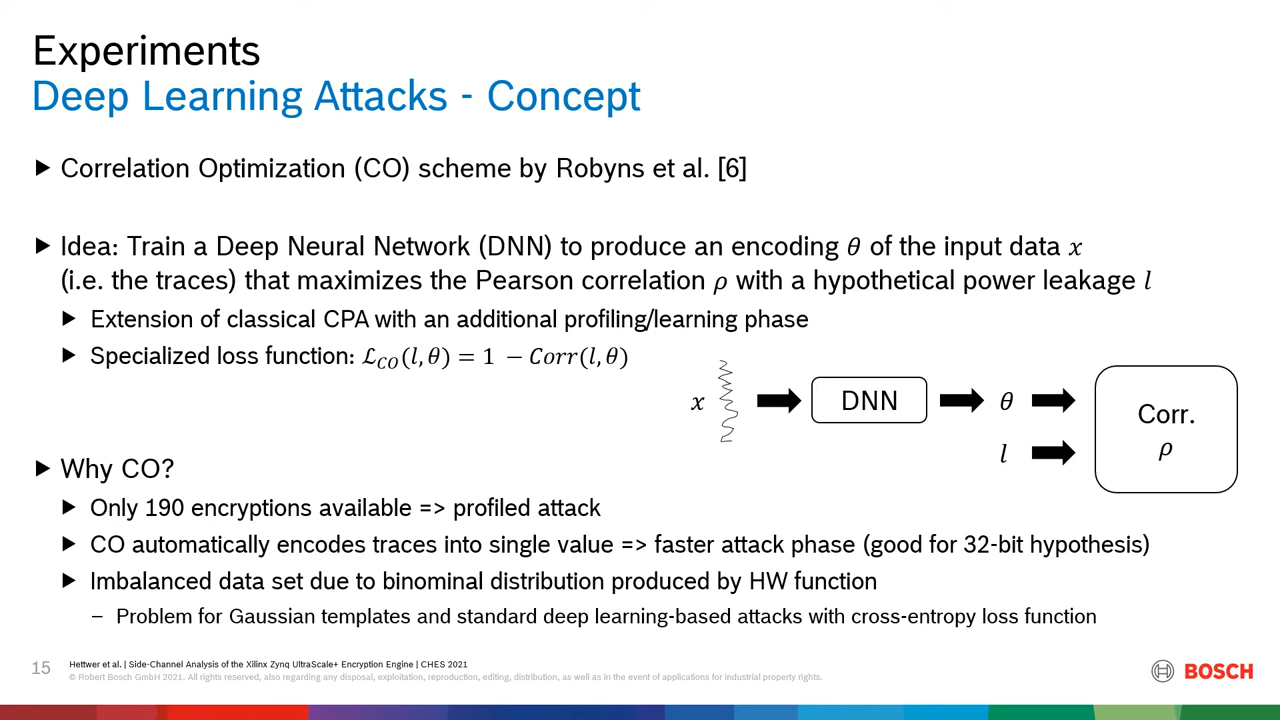 Experiments
Deep Learning Attacks - Concept
▶ Correlation Optimization (CO) scheme by Robyns et al. [6]
▶ Idea: Train a Deep Neural Network (DNN) to produce an encoding θ of the input data x
(i.e. the traces) that maximizes the Pearson correlation ρ with a hypothetical power leakage l
▶ Extension of classical CPA with an additional profiling/learning phase
▶ Specialized loss function: ℒ_CO(l, θ) = 1 − Corr(l, θ)
x DNN θ
l
Corr.
ρ
▶ Why CO?
▶ Only 190 encryptions available => profiled attack
▶ CO automatically encodes traces into single value => faster attack phase (good for 32-bit hypothesis)
▶ Imbalanced data set due to binominal distribution produced by HW function
– Problem for Gaussian templates and standard deep learning-based attacks with cross-entropy loss function
15
Hettwer et al. | Side-Channel Analysis of the Xilinx Zynq UltraScale+ Encryption Engine | CHES 2021
© Robert Bosch GmbH 2021. All rights reserved, also regarding any disposal, exploitation, reproduction, editing, distribution, as well as in the event of applications for industrial property rights.
BOSCH